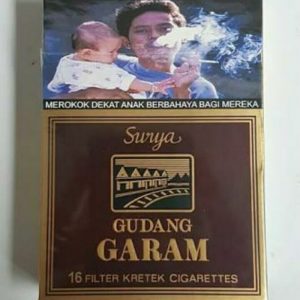 MEROKOK DEKAT ANAK BERBAHAYA BAGI MEREKA
Surya
GUDANG
GARAM
16 FILTER KRETEK CIGARETTES